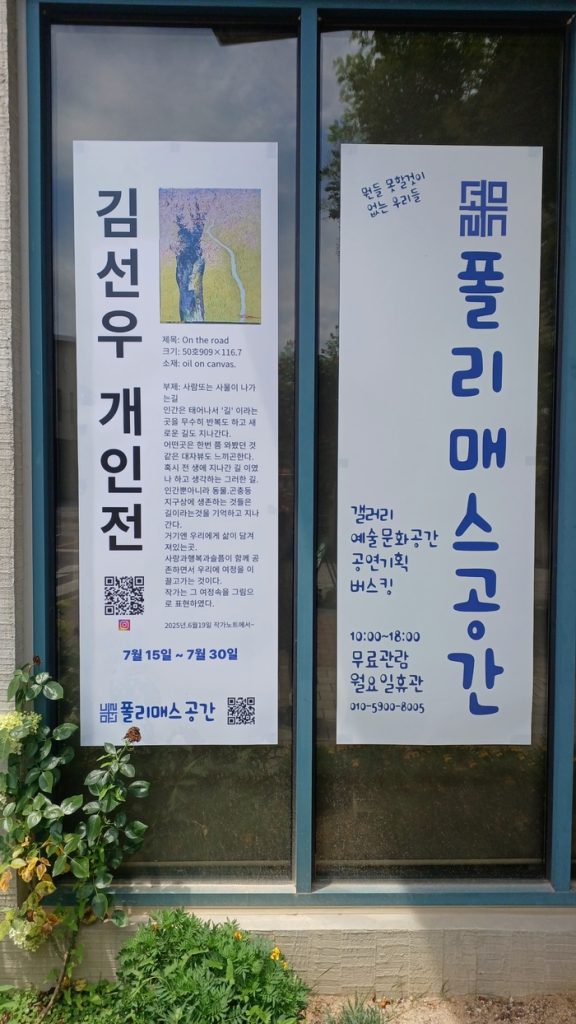 김선우 개인전
제목: On the road
크기: 50호909×116.7
소재: oil on canvas.
부제: 사람또는 사물이 나가
는길
인간은 태어나서 '길' 이라는
곳을 무수히 반복도 하고 새
로운 길도 지나간다.
어떤곳은 한번 쯤 와봤던 것
같은 대자뷰도 느끼곤한다.
혹시 전 생에 지나간 길 이였
나 하고 생각하는 그러한 길.
인간뿐아니라 동물,곤충등
지구상에 생존하는 것들은
길이라는것을 기억하고 지나
간다.
거기엔 우리에게 삶이 담겨
져있는곳.
사랑과행복과슬픔이 함께 공
존하면서 우리에 여정을 이
끌고가는 것이다.
작가는 그 여정속을 그림으
로 표현하였다.
2025년.6월19일 작가노트에서~
7월 15일 ~ 7월 30일
뭔들 폴리매스공간
뭔들 못할것이
없는 우리들
뭔들
폴리매스공간
갤러리
예술문화공간
공연기획
버스킹
10:00~18:00
무료관람
월요일휴관
010-5900-8005